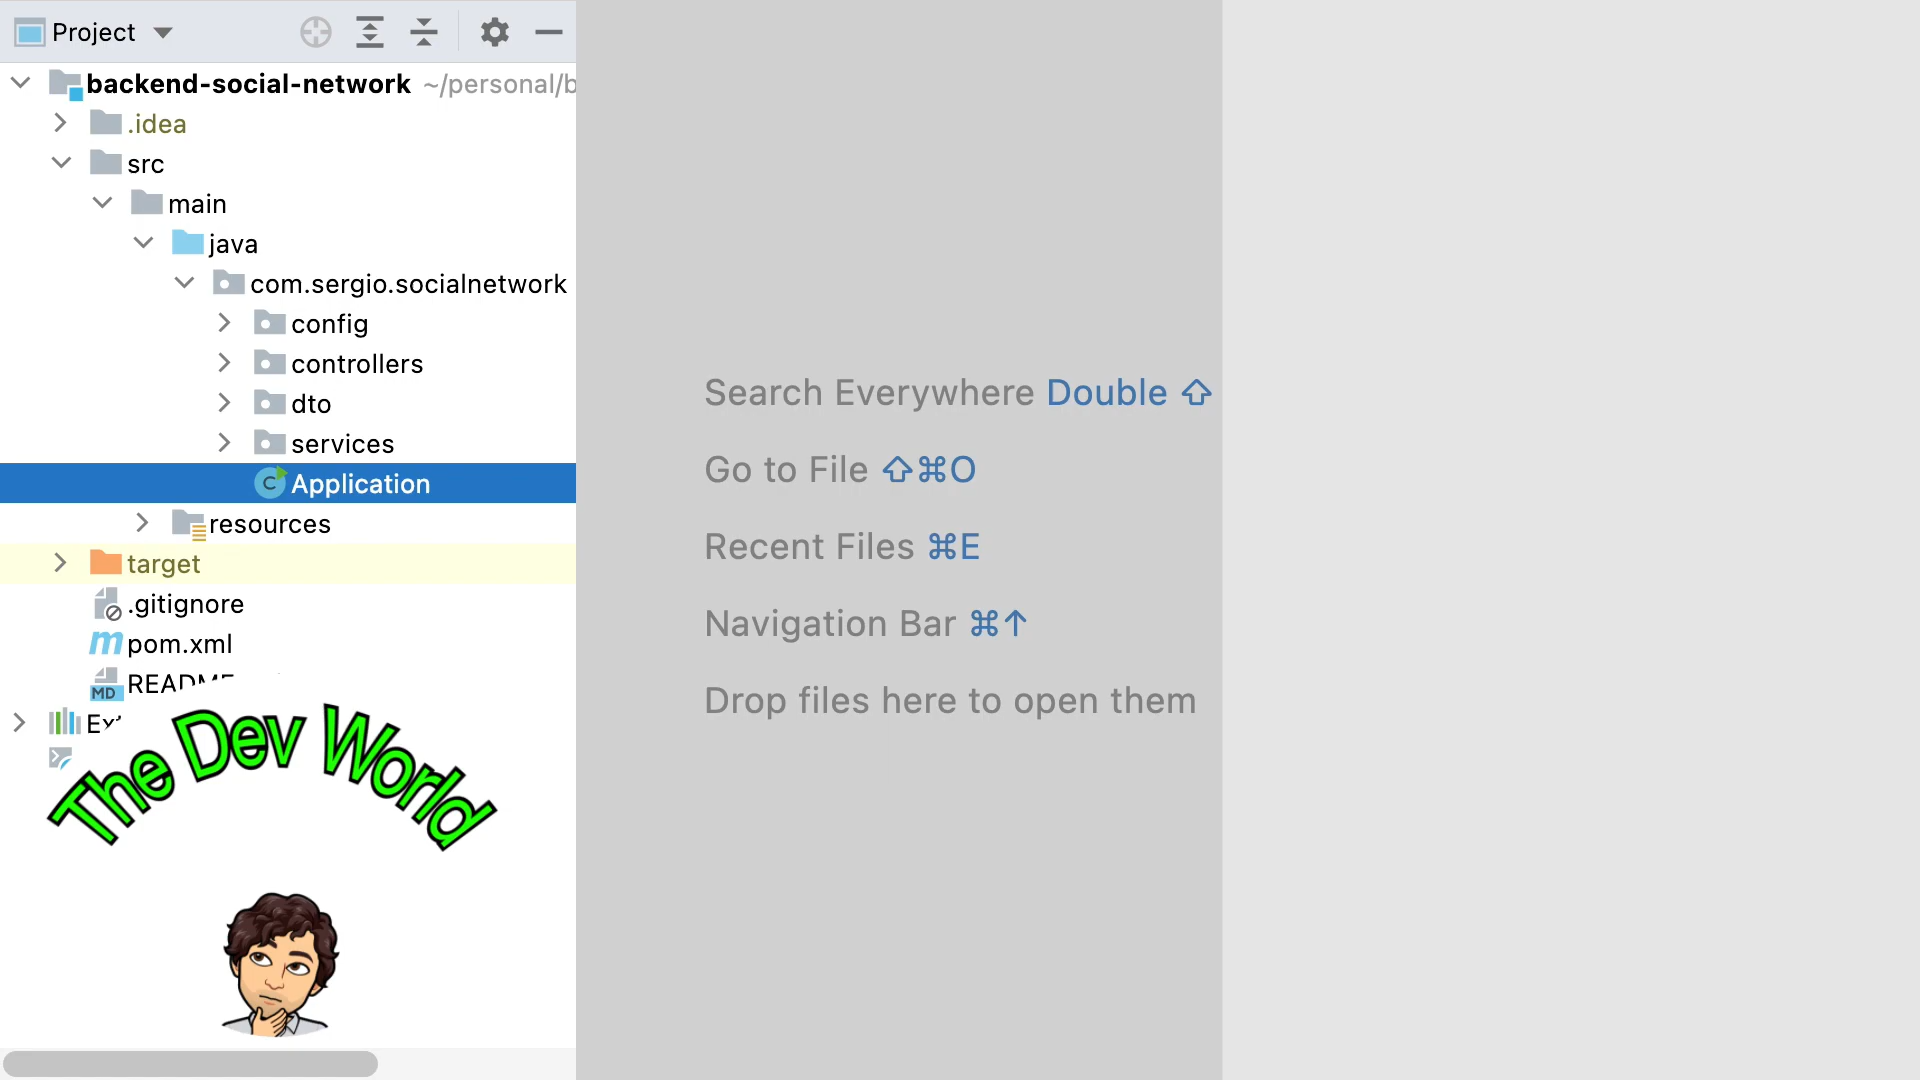 Project
backend-social-network ~/personal/b
.idea
src
main
java
com.sergio.socialnetwork
config
controllers
dto
services
C Application
resources
target
.gitignore
m pom.xml
MD README
The Dev World
Search Everywhere Double ⇧
Go to File ⇧⌘O
Recent Files ⌘E
Navigation Bar ⌘↑
Drop files here to open them